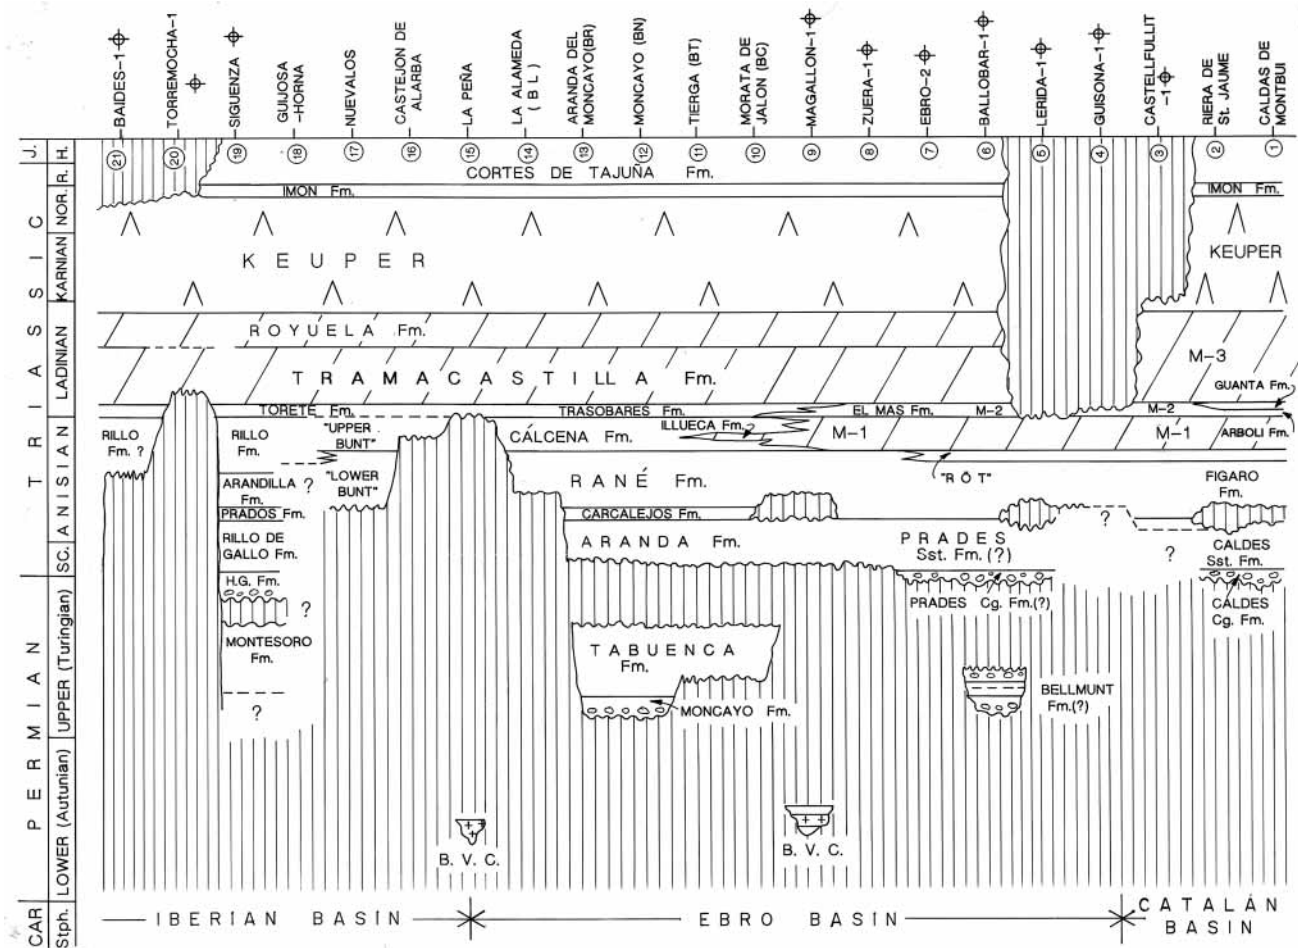 BAIDES-1
TORREMOCHA-1
SIGUENZA
GUIJOSA
-HORNA
NUEVALOS
CASTEJON DE
ALARBA
LA PEÑA
LA ALAMEDA
(BL)
ARANDA DEL
MONCAYO(BR)
MONCAYO (BN)
TIERGA (BT)
MORATA DE
JALON (BC)
MAGALLON-1
ZUERA-1
EBRO-2
BALLOBAR-1
LERIDA-1
GUISONA-1
CASTELLFULLIT
-1
RIERA DE
St. JAUME
CALDAS DE
MONTBUI
21 20 19 18 17 16 15 14 13 12 11 10 9 8 7 6 5 4 3 2 1
J.
H.
R.
NOR.
KARNIAN
LADINIAN
ANISIAN
SC.
TRIASSIC
PERMIAN
UPPER (Turingian)
LOWER (Autunian)
CAR
Stph.
CORTES DE TAJUÑA Fm.
IMON Fm.
IMON Fm.
KEUPER
KEUPER
ROYUELA Fm.
TRAMACASTILLA Fm.
M-3
GUANTA Fm.
TORETE Fm.
TRASOBARES Fm.
EL MAS Fm.
M-2
M-2
RILLO
Fm. ?
RILLO
Fm.
"UPPER
BUNT"
CÁLCENA Fm.
ILLUECA Fm.
M-1
M-1
ARBOLI Fm.
ARANDILLA
Fm.
?
"LOWER
BUNT"
RANÉ Fm.
"RÖT"
FIGARO
Fm.
PRADOS Fm.
CARCALEJOS Fm.
?
RILLO DE
GALLO Fm.
ARANDA Fm.
PRADES
Sst. Fm.(?)
?
CALDES
Sst. Fm.
H.G. Fm.
?
PRADES Cg. Fm.(?)
CALDES
Cg. Fm.
MONTESORO
Fm.
TABUENCA
Fm.
?
MONCAYO Fm.
BELLMUNT
Fm.(?)
B. V. C.
B. V. C.
IBERIAN BASIN
EBRO BASIN
CATALÁN
BASIN